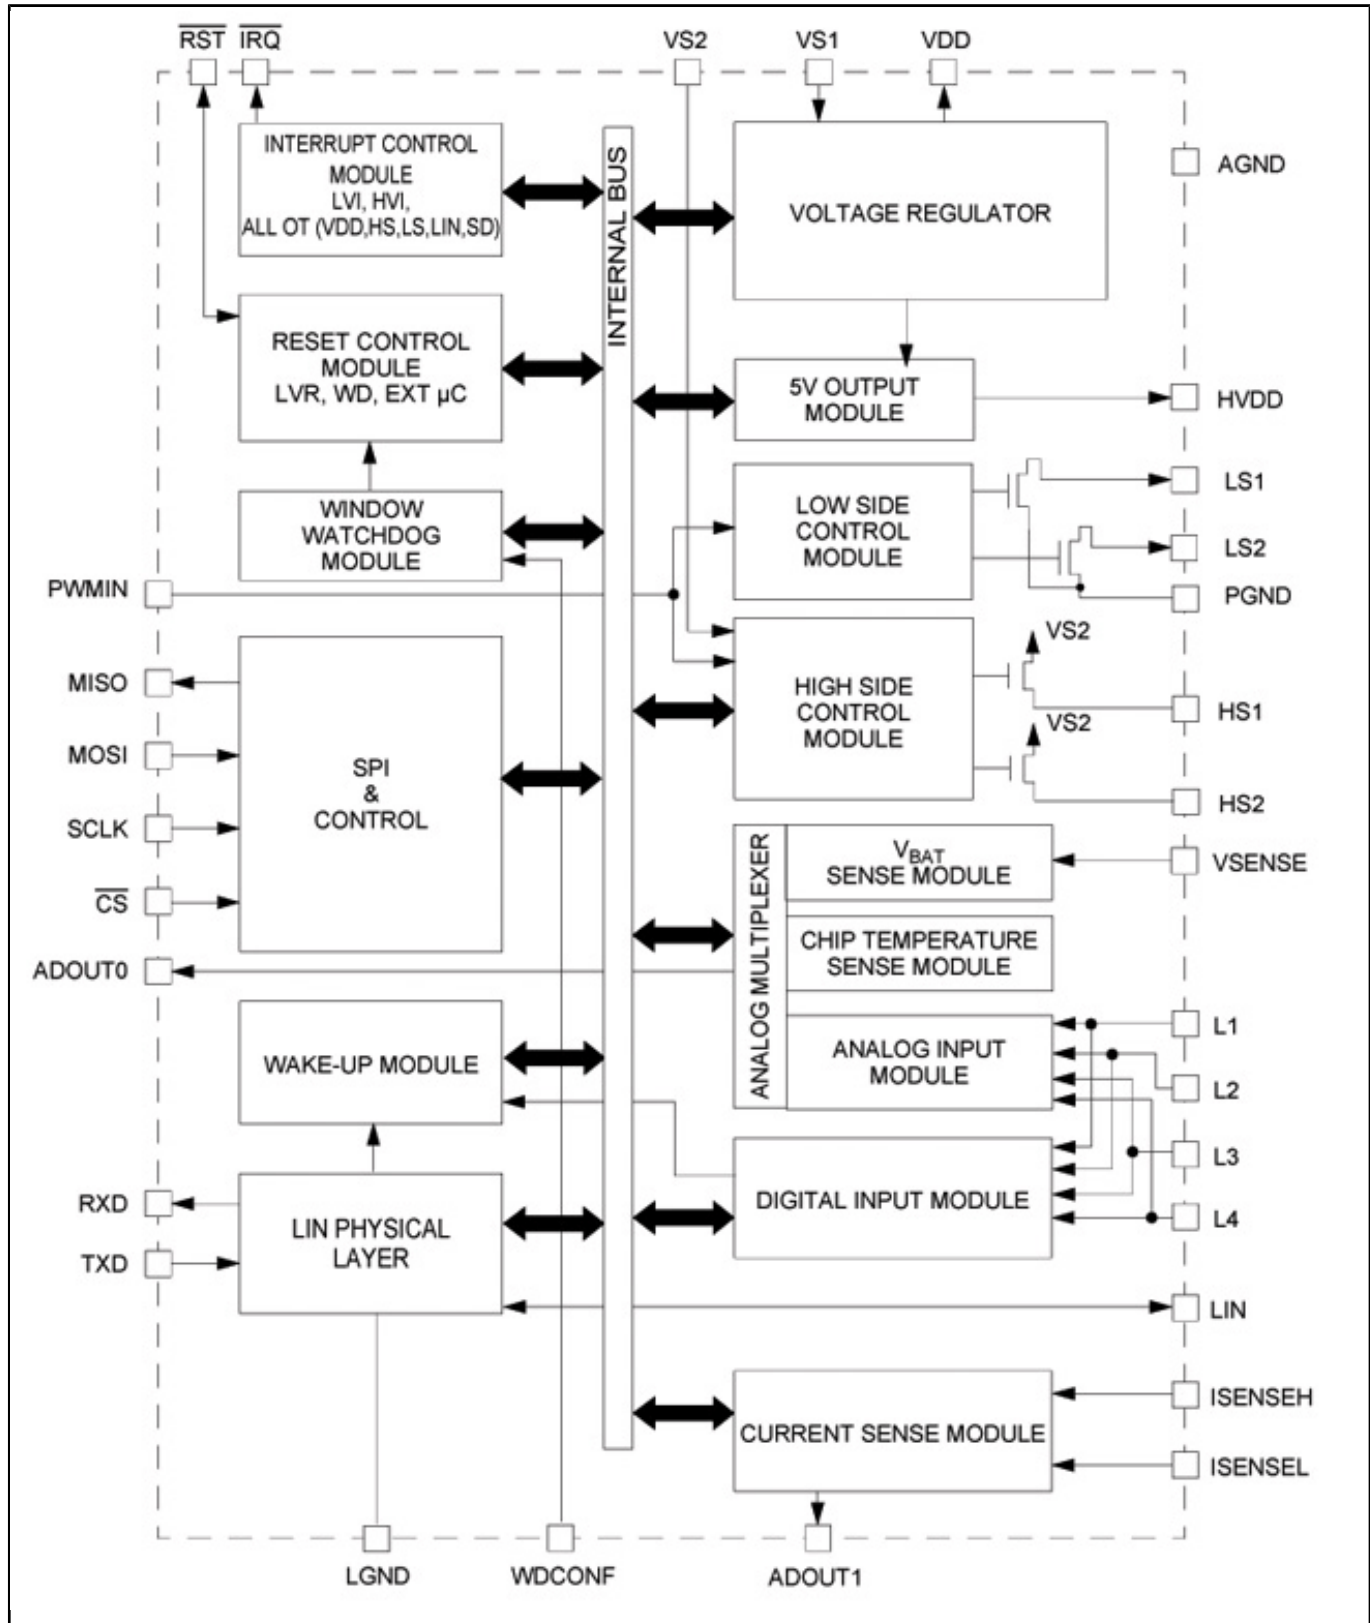 RST IRQ VS2 VS1 VDD
INTERRUPT CONTROL
MODULE
LVI, HVI,
ALL OT (VDD,HS,LS,LIN,SD)
INTERNAL BUS
VOLTAGE REGULATOR
AGND
RESET CONTROL
MODULE
LVR, WD, EXT µC
5V OUTPUT
MODULE
HVDD
WINDOW
WATCHDOG
MODULE
LOW SIDE
CONTROL
MODULE
LS1
LS2
PWMIN
PGND
VS2
MISO
MOSI
SCLK
CS
SPI
&
CONTROL
HIGH SIDE
CONTROL
MODULE
HS1
VS2
HS2
ANALOG MULTIPLEXER
VBAT
SENSE MODULE
VSENSE
CHIP TEMPERATURE
SENSE MODULE
ADOUT0
WAKE-UP MODULE
ANALOG INPUT
MODULE
L1
L2
L3
L4
DIGITAL INPUT MODULE
RXD
TXD
LIN PHYSICAL
LAYER
LIN
CURRENT SENSE MODULE
ISENSEH
ISENSEL
LGND WDCONF ADOUT1